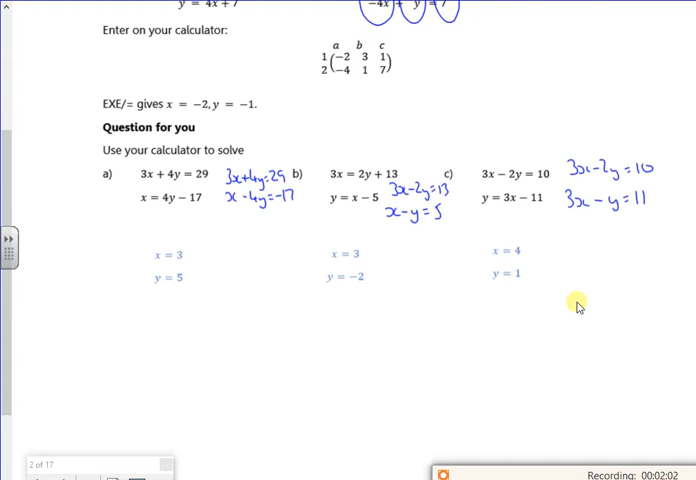 y = 4x + 7
-4x + y = 7
Enter on your calculator:
a b c
1 (-2 3 1
2 -4 1 7)
EXE/= gives x = -2, y = -1.
Question for you
Use your calculator to solve
a) 3x + 4y = 29 3x+4y=29
x = 4y - 17 x-4y=-17
b) 3x = 2y + 13 3x-2y=13
y = x - 5 x-y=5
c) 3x - 2y = 10 3x-2y=10
y = 3x - 11 3x-y=11
x = 3
y = 5
x = 3
y = -2
x = 4
y = 1
2 of 17
Recording: 00:02:02